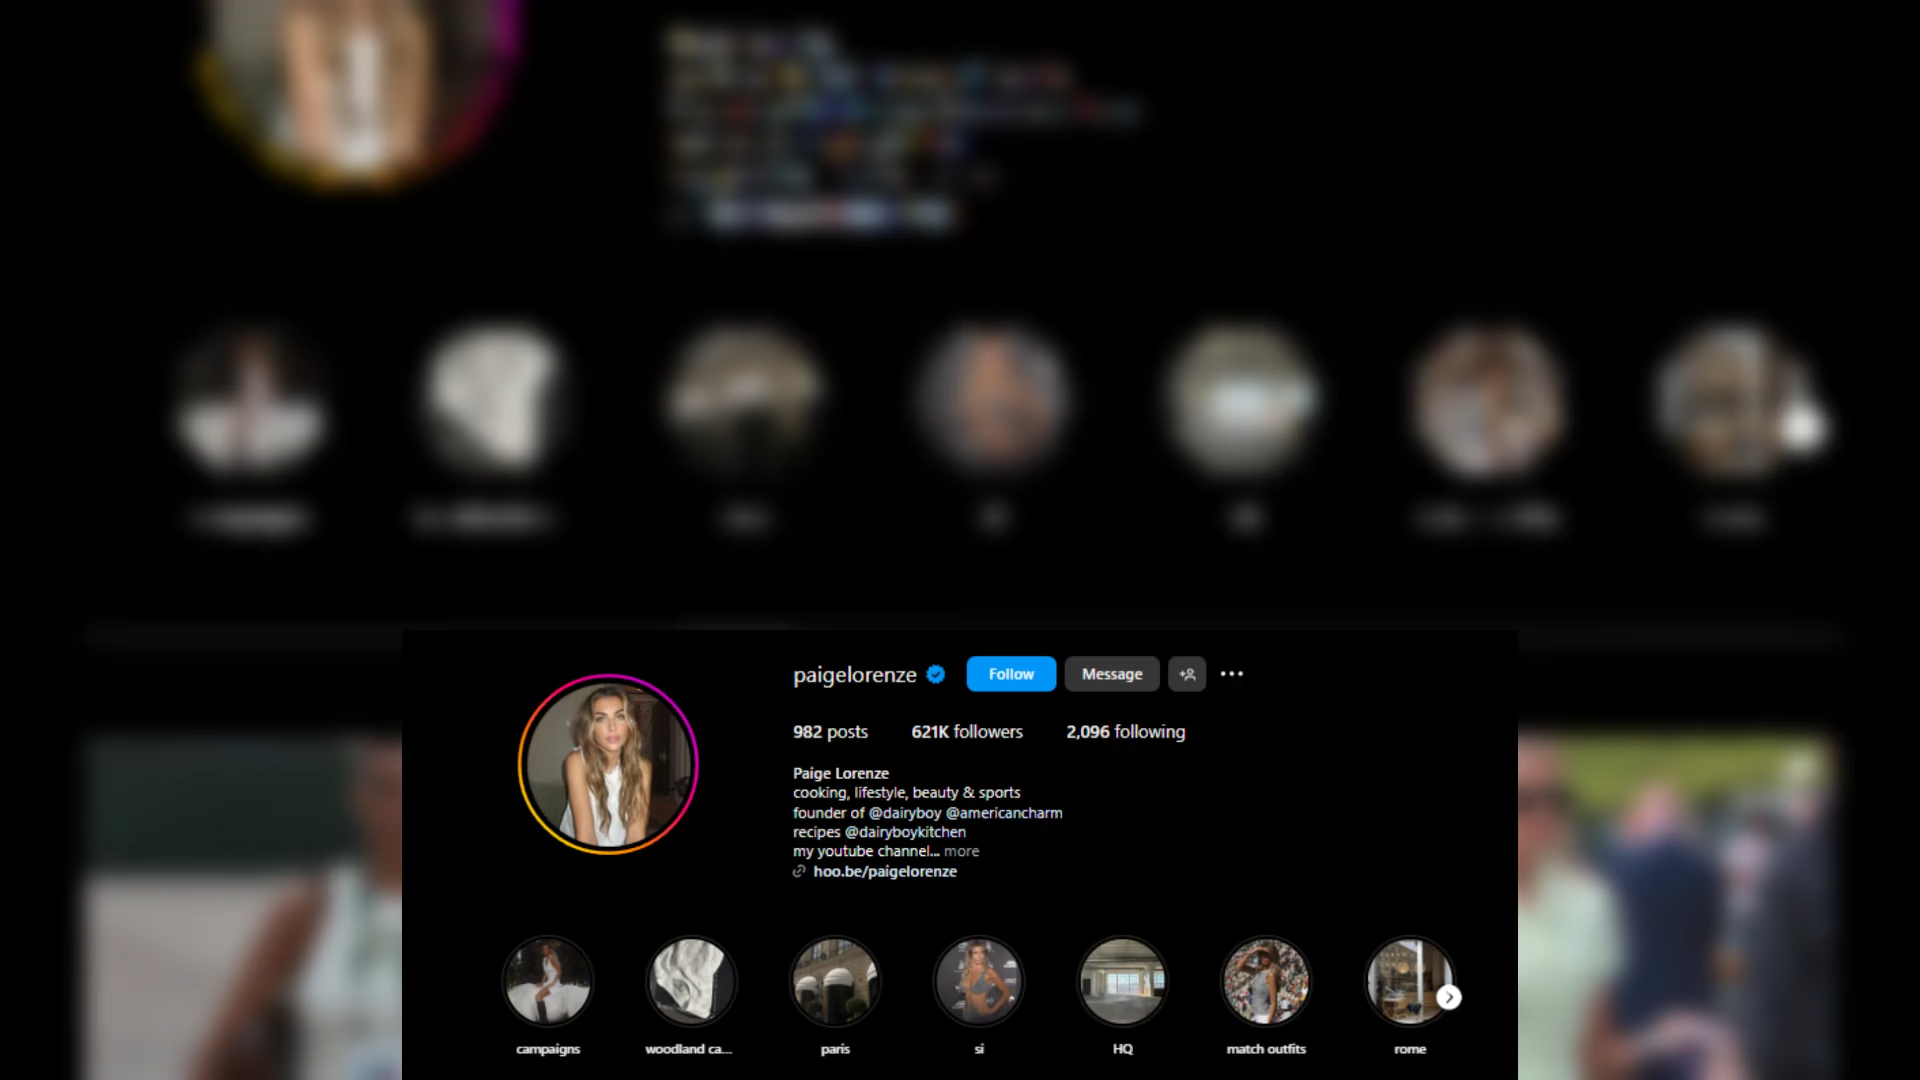 paigelorenze
Follow
Message
982 posts
621K followers
2,096 following
Paige Lorenze
cooking, lifestyle, beauty & sports
founder of @dairyboy @americancharm
recipes @dairyboykitchen
my youtube channel... more
hoo.be/paigelorenze
campaigns
woodland ca...
paris
si
HQ
match outfits
rome